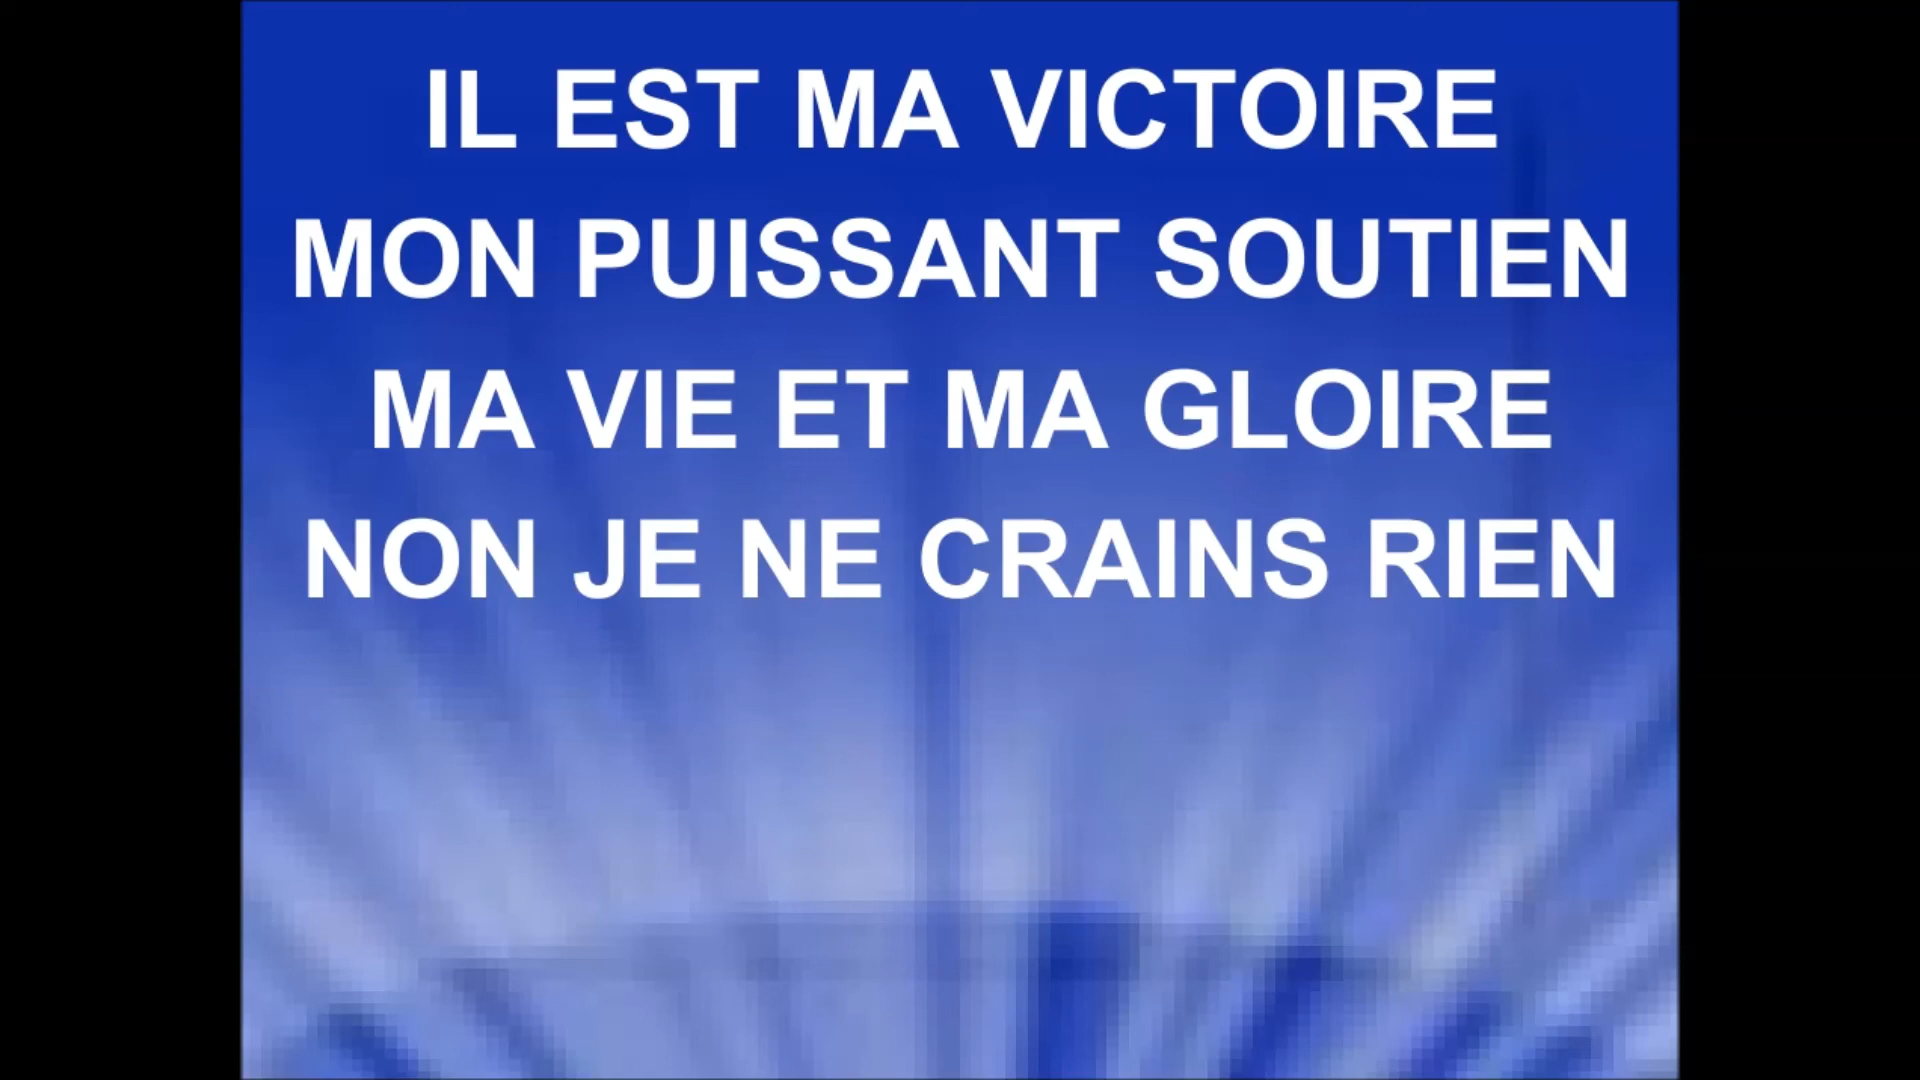 IL EST MA VICTOIRE
MON PUISSANT SOUTIEN
MA VIE ET MA GLOIRE
NON JE NE CRAINS RIEN